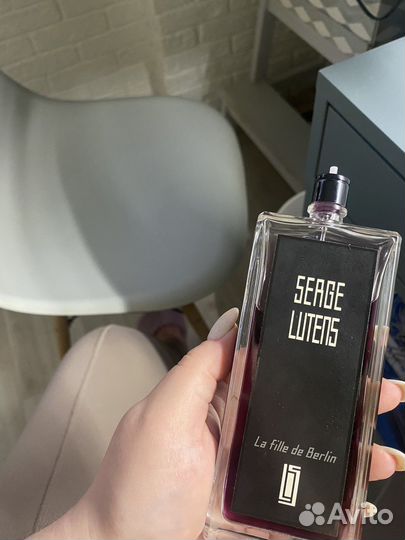 SERGE
LUTENS
La fille de Berlin
Avito